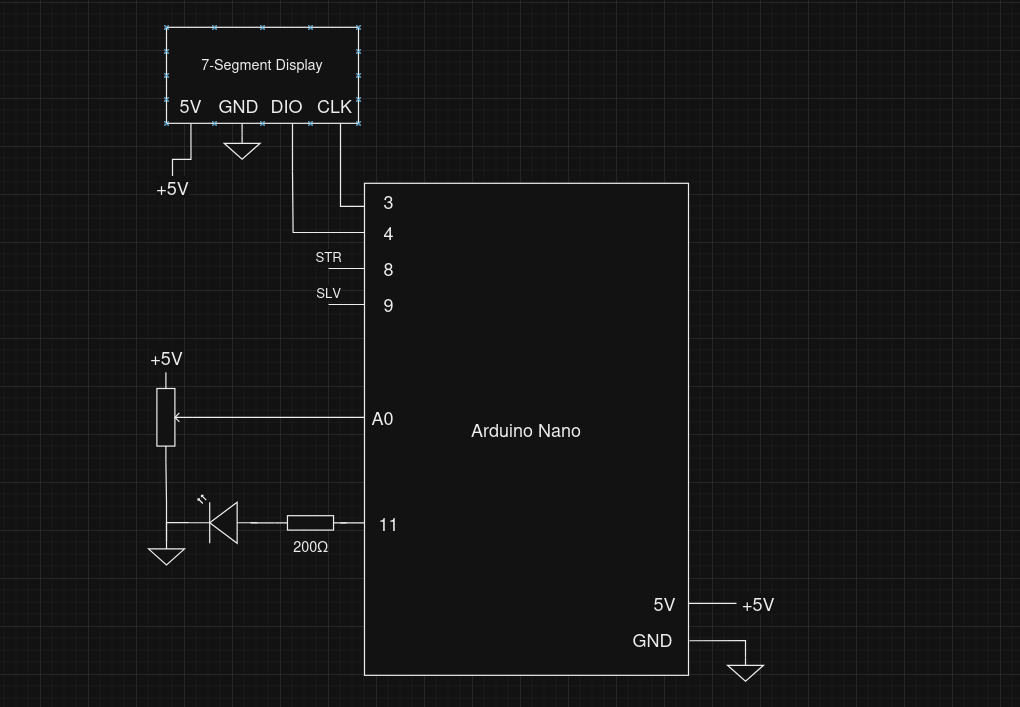 7-Segment Display
5V GND DIO CLK
+5V
3
4
STR
8
SLV
9
+5V
A0
Arduino Nano
11
200Ω
5V +5V
GND